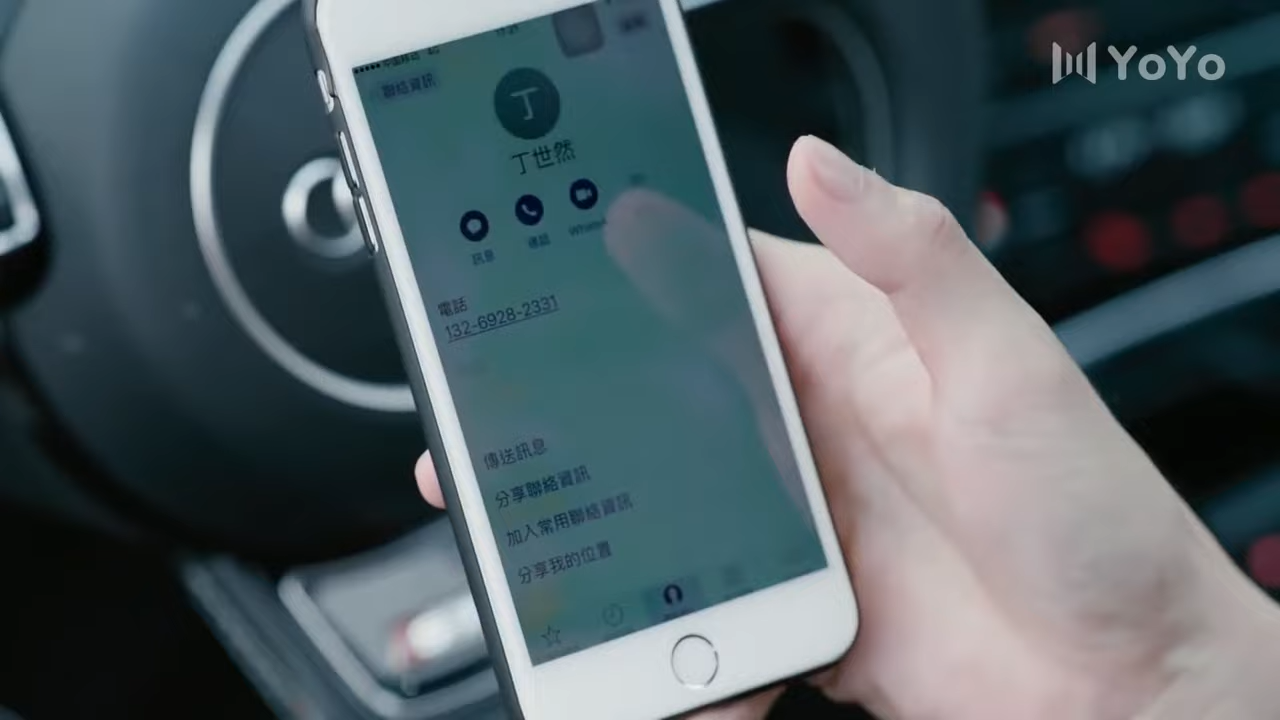 YoYo
聯絡資訊
丁
丁世然
訊息
通話
電話
132-6928-2331
傳送訊息
分享聯絡資訊
加入常用聯絡資訊
分享我的位置